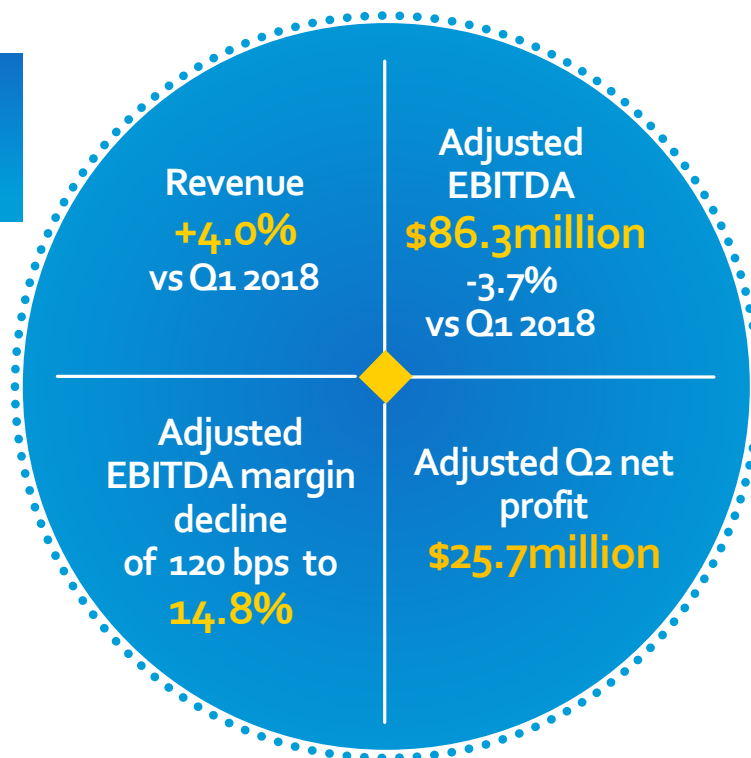 Revenue
+4.0%
vs Q1 2018
Adjusted
EBITDA
$86.3million
-3.7%
vs Q1 2018
Adjusted
EBITDA margin
decline
of 120 bps to
14.8%
Adjusted Q2 net
profit
$25.7million